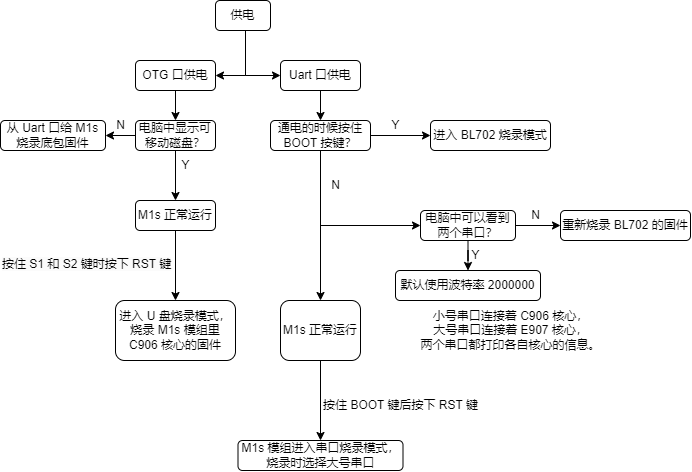 供电
OTG 口供电
Uart 口供电
从 Uart 口给 M1s
烧录底包固件
N
电脑中显示可
移动磁盘？
通电的时候按住
BOOT 按键？
Y
进入 BL702 烧录模式
Y
N
M1s 正常运行
电脑中可以看到
两个串口？
N
重新烧录 BL702 的固件
Y
按住 S1 和 S2 键时按下 RST 键
默认使用波特率 2000000
进入 U 盘烧录模式，
烧录 M1s 模组里
C906 核心的固件
M1s 正常运行
小号串口连接着 C906 核心，
大号串口连接着 E907 核心，
两个串口都打印各自核心的信息。
按住 BOOT 键后按下 RST 键
M1s 模组进入串口烧录模式，
烧录时选择大号串口